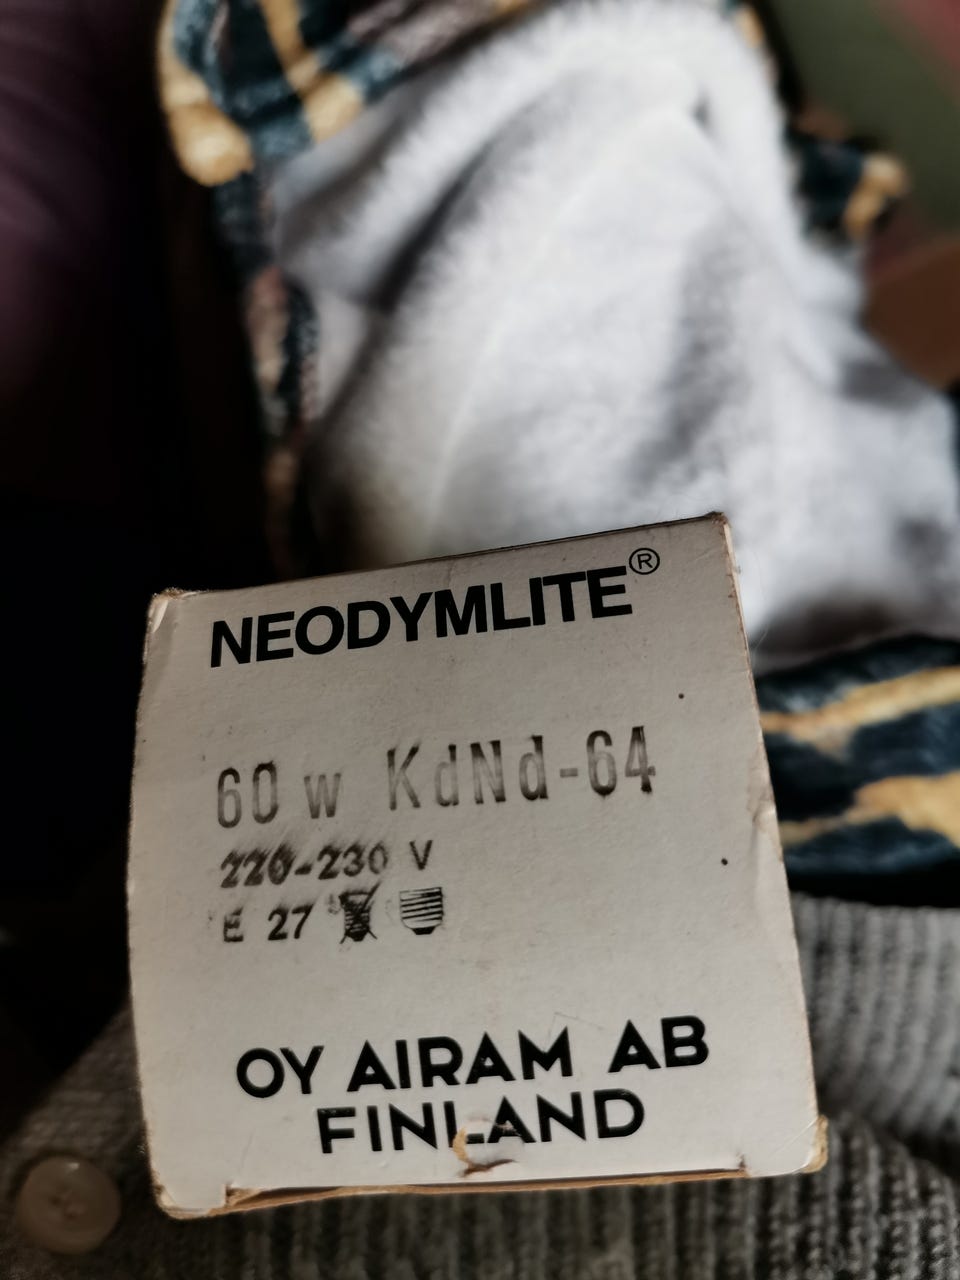 NEODYMLITE®
60 w KdNd-64
220-230 V
E 27
OY AIRAM AB
FINLAND